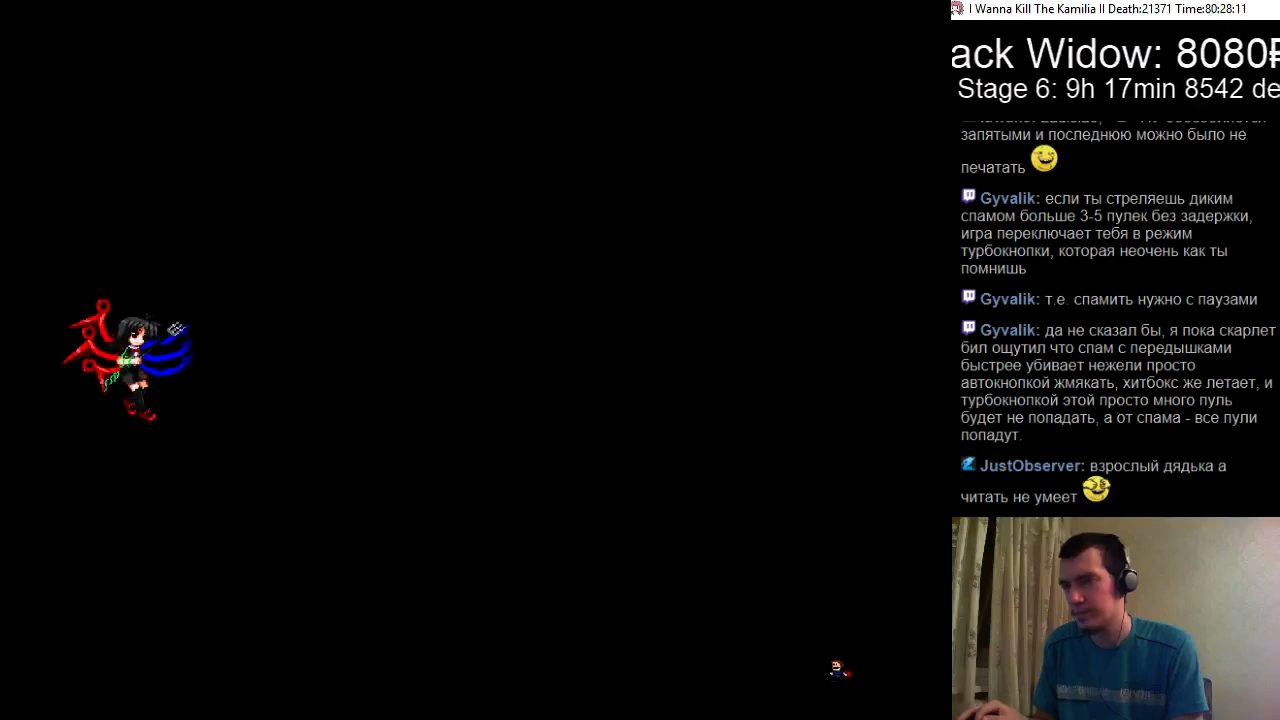 I Wanna Kill The Kamilia II Death:21371 Time:80:28:11
ack Widow: 8080₽
Stage 6: 9h 17min 8542 de
запятыми и последнюю можно было не
печатать
Gyvalik: если ты стреляешь диким
спамом больше 3-5 пулек без задержки,
игра переключает тебя в режим
турбокнопки, которая неочень как ты
помнишь
Gyvalik: т.е. спамить нужно с паузами
Gyvalik: да не сказал бы, я пока скарлет
бил ощутил что спам с передышками
быстрее убивает нежели просто
автокнопкой жмякать, хитбокс же летает, и
турбокнопкой этой просто много пуль
будет не попадать, а от спама - все пули
попадут.
JustObserver: взрослый дядька а
читать не умеет